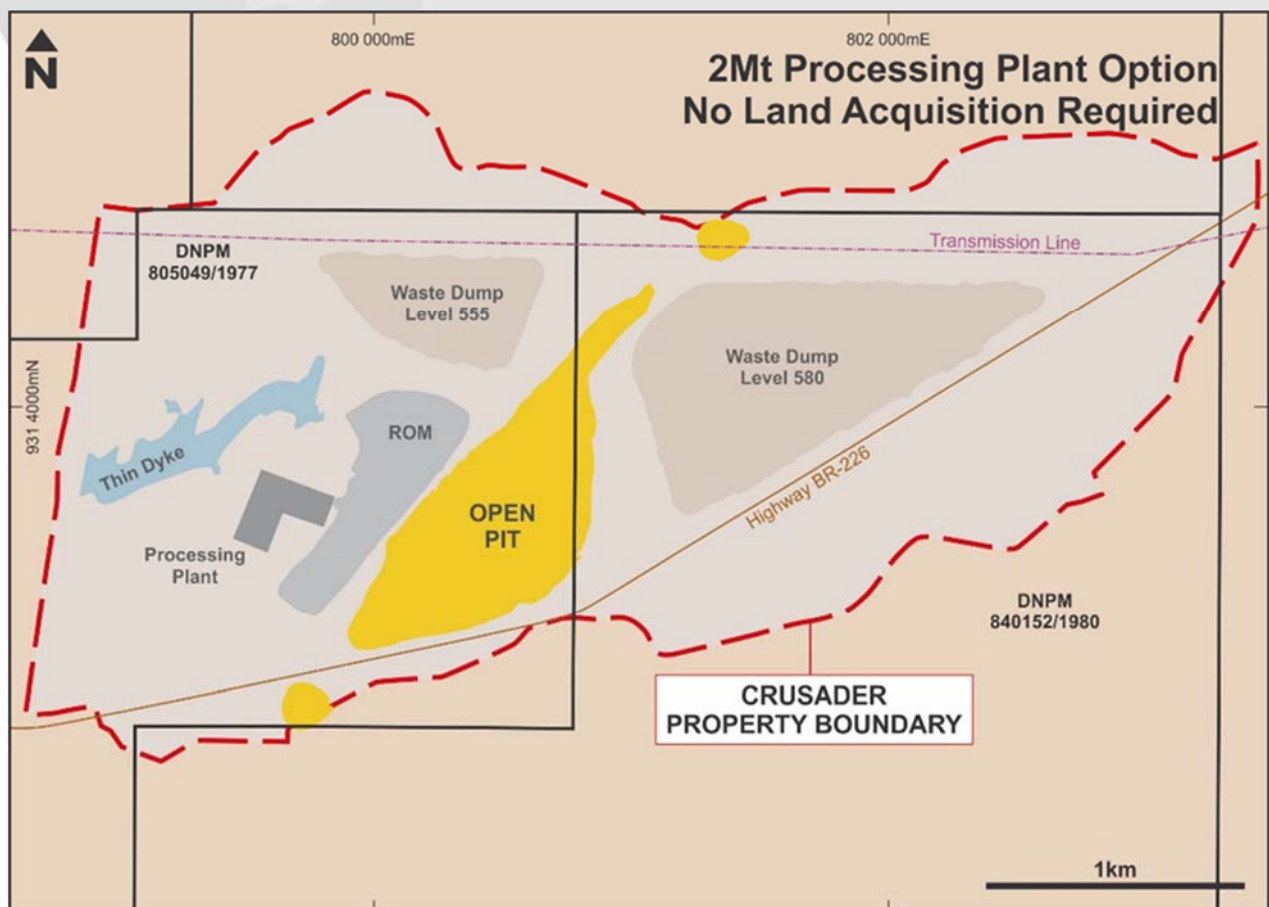 N
800 000mE
802 000mE
2Mt Processing Plant Option
No Land Acquisition Required
DNPM
805049/1977
Transmission Line
Waste Dump
Level 555
Waste Dump
Level 580
931 4000mN
ROM
Thin Dyke
OPEN
PIT
Highway BR-226
Processing
Plant
DNPM
840152/1980
CRUSADER
PROPERTY BOUNDARY
1km